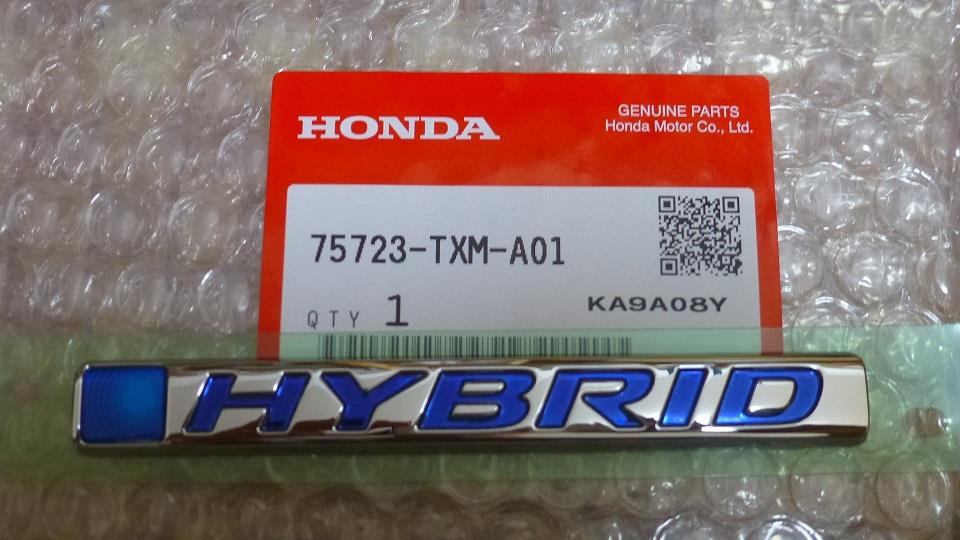 HONDA
GENUINE PARTS
Honda Motor Co., Ltd.
75723-TXM-A01
QTY 1
KA9A08Y
HYBRID